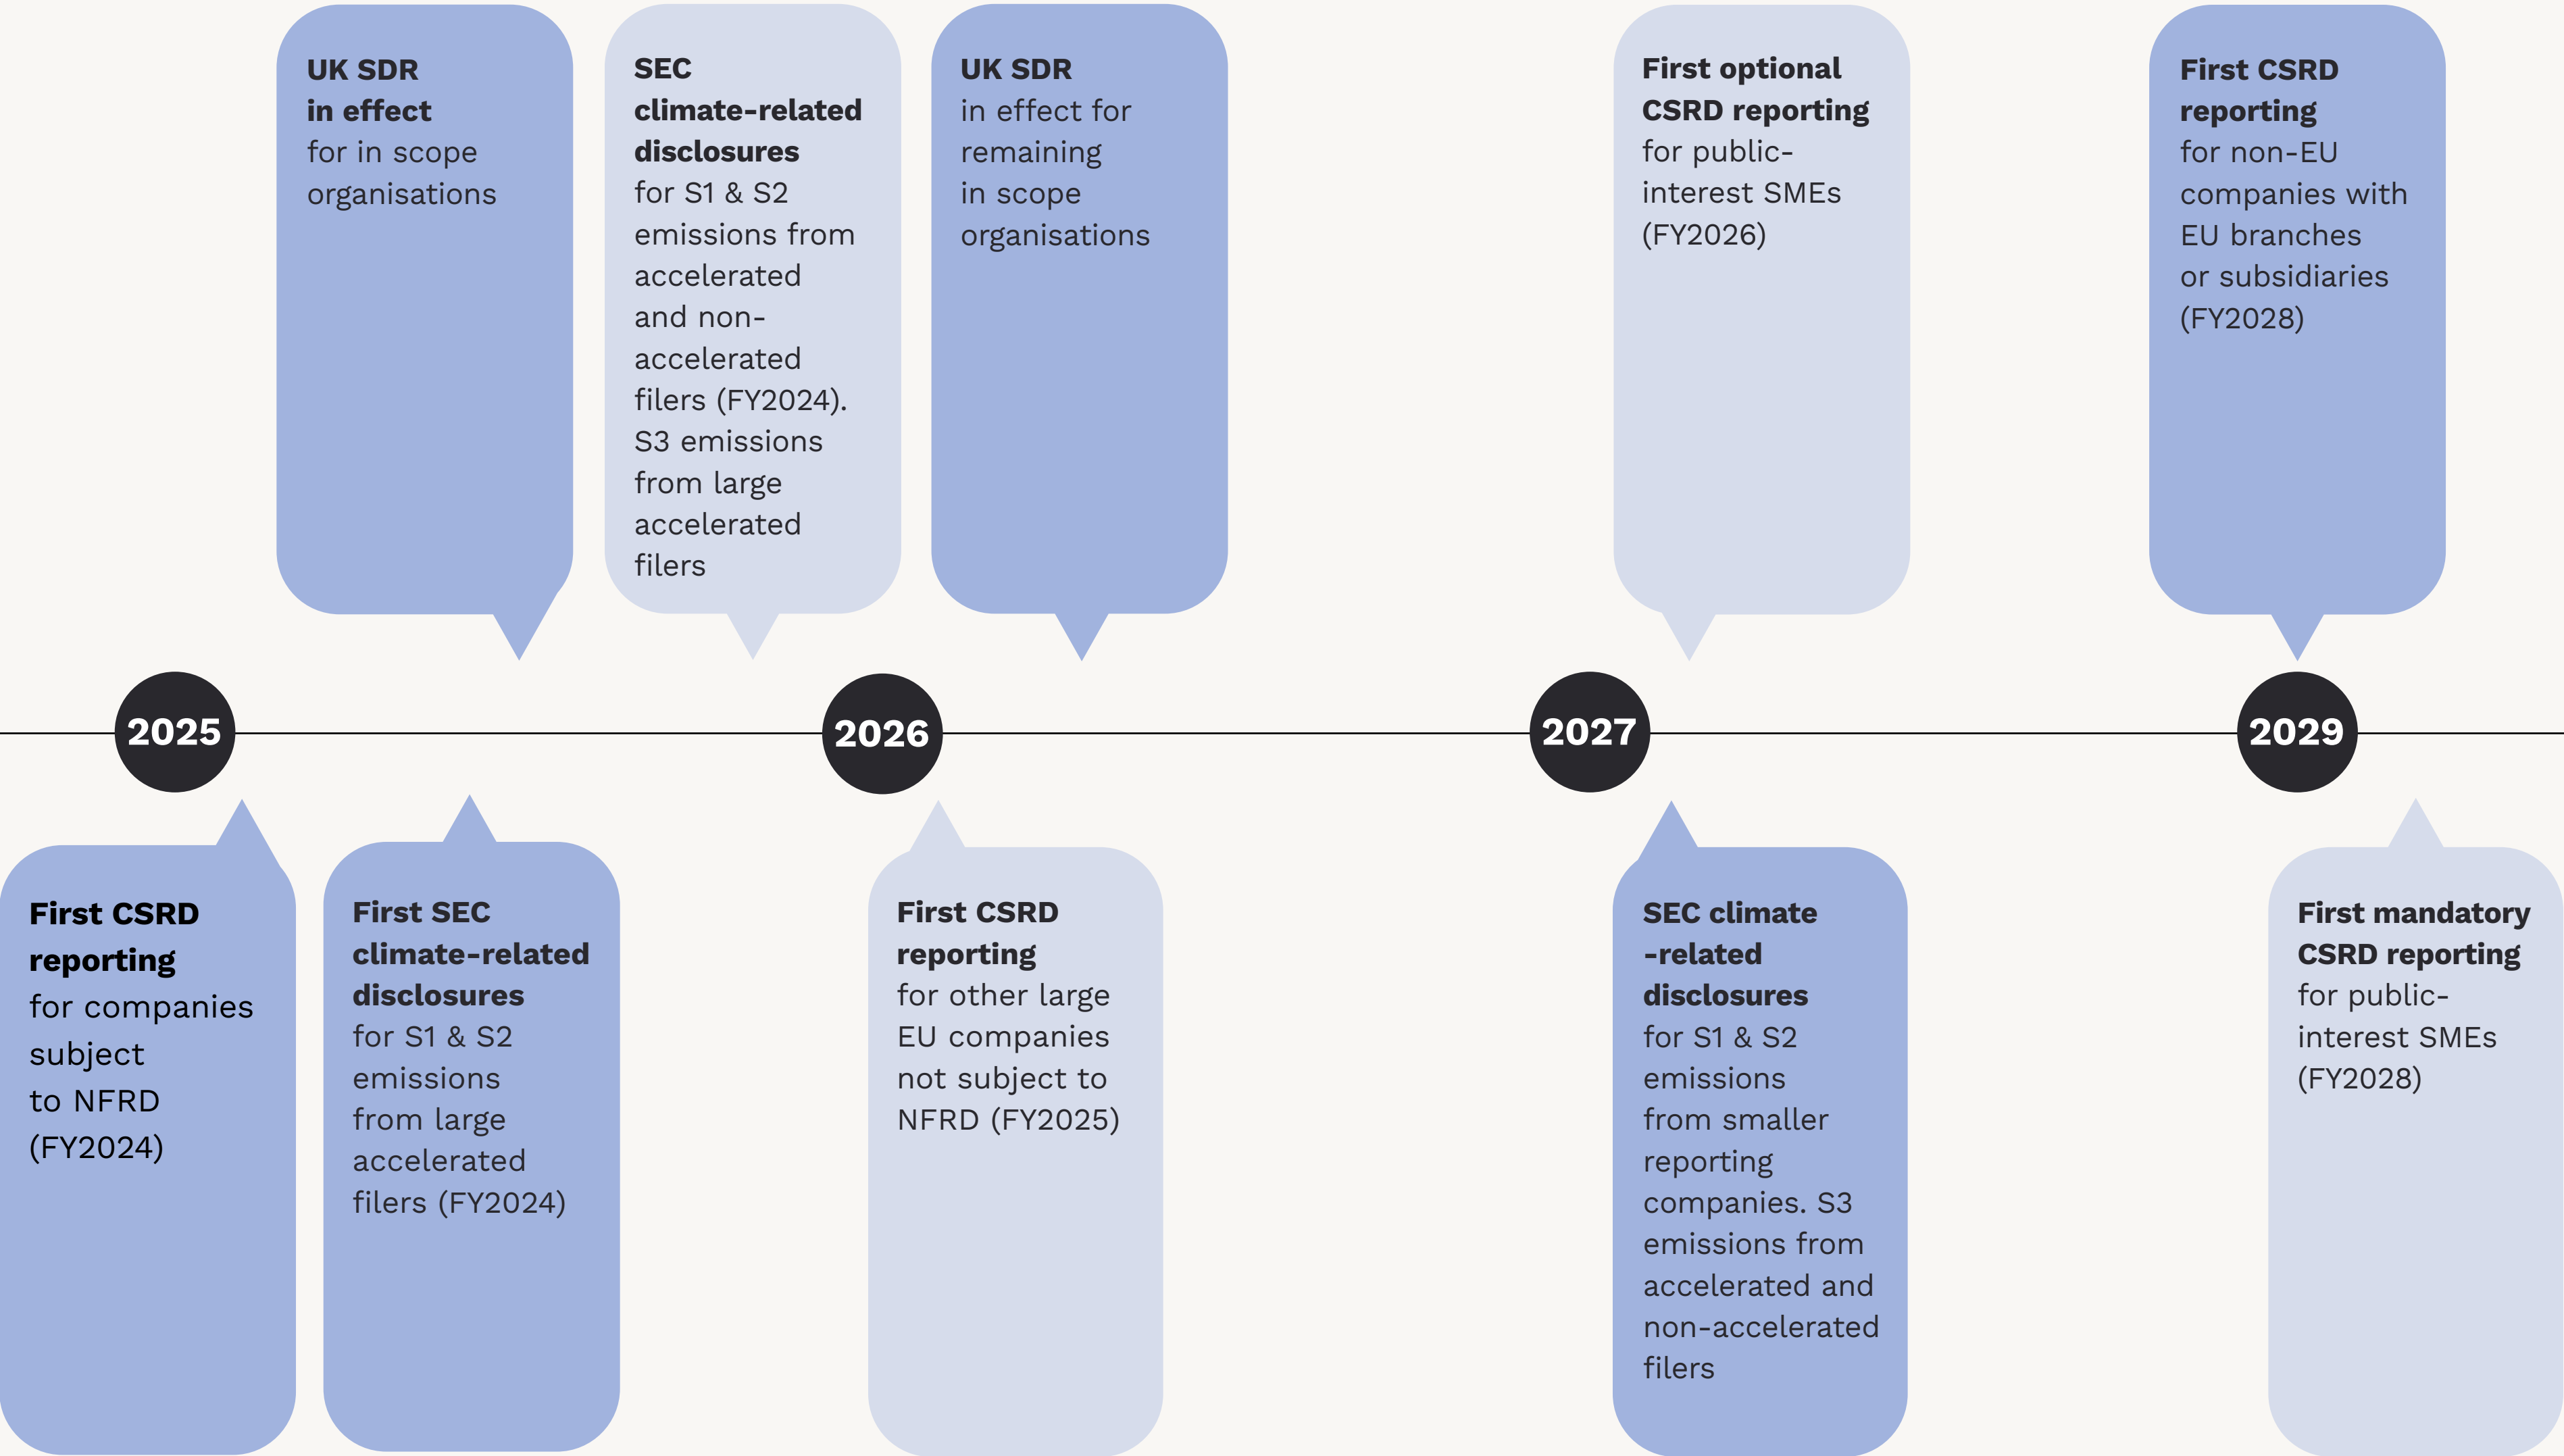 UK SDR
in effect
for in scope
organisations
SEC
climate-related
disclosures
for S1 & S2
emissions from
accelerated
and non-
accelerated
filers (FY2024).
S3 emissions
from large
accelerated
filers
UK SDR
in effect for
remaining
in scope
organisations
First optional
CSRD reporting
for public-
interest SMEs
(FY2026)
First CSRD
reporting
for non-EU
companies with
EU branches
or subsidiaries
(FY2028)
2025
2026
2027
2029
First CSRD
reporting
for companies
subject
to NFRD
(FY2024)
First SEC
climate-related
disclosures
for S1 & S2
emissions
from large
accelerated
filers (FY2024)
First CSRD
reporting
for other large
EU companies
not subject to
NFRD (FY2025)
SEC climate
-related
disclosures
for S1 & S2
emissions
from smaller
reporting
companies. S3
emissions from
accelerated and
non-accelerated
filers
First mandatory
CSRD reporting
for public-
interest SMEs
(FY2028)